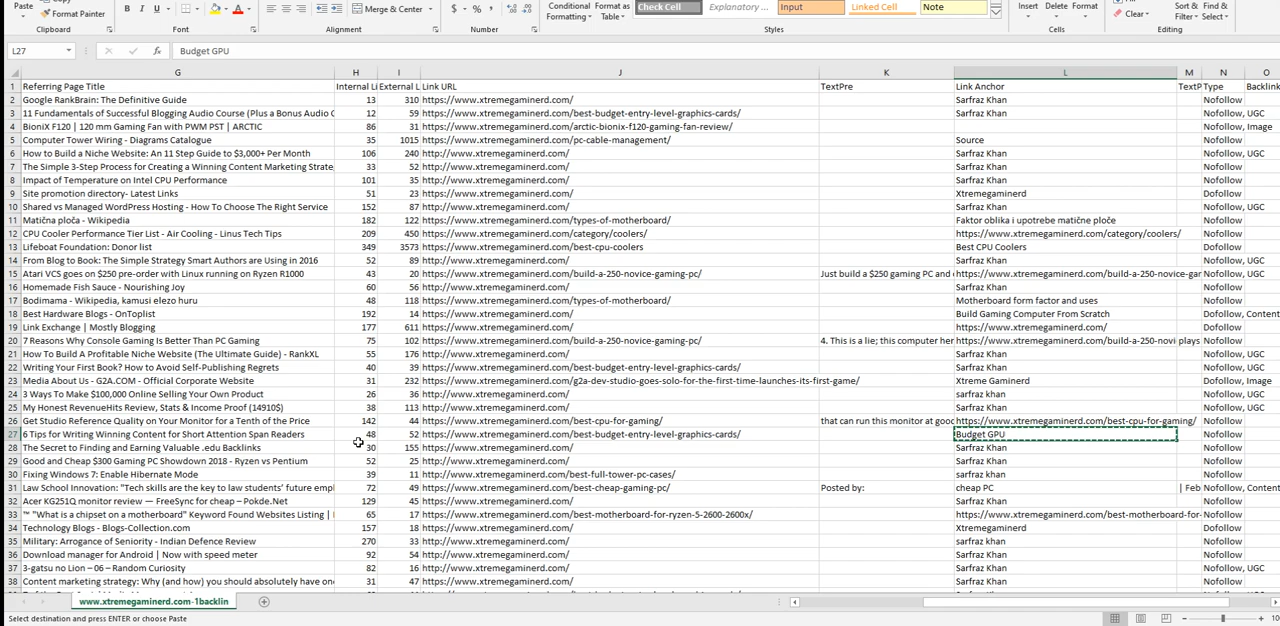 Paste Format Painter B I U A Merge & Center $ % , Conditional Formatting Format as Table Check Cell Explanatory ... Input Linked Cell Note Insert Delete Format Clear Sort & Filter Find & Select
Clipboard Font Alignment Number Styles Cells Editing
L27 fx Budget GPU
G H I J K L M N O
1 Referring Page Title Internal Li External L Link URL TextPre Link Anchor TextP Type Backlink
2 Google RankBrain: The Definitive Guide 13 310 https://www.xtremegaminerd.com/ Sarfraz Khan Nofollow
3 11 Fundamentals of Successful Blogging Audio Course (Plus a Bonus Audio C 12 59 https://www.xtremegaminerd.com/best-budget-entry-level-graphics-cards/ Sarfraz Khan Nofollow, UGC
4 BioniX F120 | 120 mm Gaming Fan with PWM PST | ARCTIC 86 31 https://www.xtremegaminerd.com/arctic-bionix-f120-gaming-fan-review/ Nofollow, Image
5 Computer Tower Wiring - Diagrams Catalogue 35 1015 https://www.xtremegaminerd.com/pc-cable-management/ Source Nofollow
6 How to Build a Niche Website: An 11 Step Guide to $3,000+ Per Month 106 240 http://www.xtremegaminerd.com/ Sarfraz Khan Nofollow, UGC
7 The Simple 3-Step Process for Creating a Winning Content Marketing Strate 33 52 http://www.xtremegaminerd.com/ Sarfraz Khan Nofollow
8 Impact of Temperature on Intel CPU Performance 101 35 http://www.xtremegaminerd.com/ Sarfraz Khan Nofollow
9 Site promotion directory- Latest Links 51 23 http://www.xtremegaminerd.com/ Xtremegaminerd Dofollow
10 Shared vs Managed WordPress Hosting - How To Choose The Right Service 152 87 http://www.xtremegaminerd.com/ Sarfraz Khan Nofollow, UGC
11 Matična ploča - Wikipedia 182 122 http://www.xtremegaminerd.com/types-of-motherboard/ Faktor oblika i upotrebe matične ploče Nofollow
12 CPU Cooler Performance Tier List - Air Cooling - Linus Tech Tips 209 450 http://www.xtremegaminerd.com/category/coolers/ https://www.xtremegaminerd.com/category/coolers/ Nofollow
13 Lifeboat Foundation: Donor list 349 3573 https://www.xtremegaminerd.com/best-cpu-coolers Best CPU Coolers Dofollow
14 From Blog to Book: The Simple Strategy Smart Authors are Using in 2016 52 89 http://www.xtremegaminerd.com/ Sarfraz Khan Nofollow, UGC
15 Atari VCS goes on $250 pre-order with Linux running on Ryzen R1000 43 20 https://www.xtremegaminerd.com/build-a-250-novice-gaming-pc/ Just build a $250 gaming PC and https://www.xtremegaminerd.com/build-a-250-novice-gar Nofollow, UGC
16 Homemade Fish Sauce - Nourishing Joy 60 56 http://www.xtremegaminerd.com/ Sarfraz Khan Nofollow
17 Bodimama - Wikipedia, kamusi elezo huru 48 118 http://www.xtremegaminerd.com/types-of-motherboard/ Motherboard form factor and uses Nofollow
18 Best Hardware Blogs - OnToplist 192 14 http://www.xtremegaminerd.com/ Build Gaming Computer From Scratch Dofollow, Content
19 Link Exchange | Mostly Blogging 177 611 http://www.xtremegaminerd.com/ https://www.xtremegaminerd.com/ Dofollow
20 7 Reasons Why Console Gaming Is Better Than PC Gaming 75 102 https://www.xtremegaminerd.com/build-a-250-novice-gaming-pc/ 4. This is a lie; this computer her https://www.xtremegaminerd.com/build-a-250-novi plays Nofollow
21 How To Build A Profitable Niche Website (The Ultimate Guide) - RankXL 55 176 http://www.xtremegaminerd.com/ Sarfraz Khan Nofollow, UGC
22 Writing Your First Book? How to Avoid Self-Publishing Regrets 40 39 https://www.xtremegaminerd.com/best-budget-entry-level-graphics-cards/ Sarfraz Khan Nofollow, UGC
23 Media About Us - G2A.COM - Official Corporate Website 31 232 http://www.xtremegaminerd.com/g2a-dev-studio-goes-solo-for-the-first-time-launches-its-first-game/ Xtreme Gaminerd Dofollow, Image
24 3 Ways To Make $100,000 Online Selling Your Own Product 26 36 http://www.xtremegaminerd.com/ sarfraz Khan Nofollow, UGC
25 My Honest RevenueHits Review, Stats & Income Proof (14910$) 38 113 http://www.xtremegaminerd.com/ Sarfraz Khan Nofollow, UGC
26 Get Studio Reference Quality on Your Monitor for a Tenth of the Price 142 44 https://www.xtremegaminerd.com/best-cpu-for-gaming/ that can run this monitor at good https://www.xtremegaminerd.com/best-cpu-for-gaming/ Nofollow
27 6 Tips for Writing Winning Content for Short Attention Span Readers 48 52 https://www.xtremegaminerd.com/best-budget-entry-level-graphics-cards/ Budget GPU Nofollow
28 The Secret to Finding and Earning Valuable .edu Backlinks 30 155 http://www.xtremegaminerd.com/ Sarfraz Khan Nofollow
29 Good and Cheap $300 Gaming PC Showdown 2018 - Ryzen vs Pentium 52 25 http://www.xtremegaminerd.com/ Sarfraz Khan Nofollow
30 Fixing Windows 7: Enable Hibernate Mode 39 11 https://www.xtremegaminerd.com/best-full-tower-pc-cases/ Sarfraz Khan Nofollow
31 Law School Innovation: "Tech skills are the key to law students' future empl 72 49 https://www.xtremegaminerd.com/best-cheap-gaming-pc/ Posted by: cheap PC | Feb Nofollow, Content
32 Acer KG251Q monitor review — FreeSync for cheap – Pokde.Net 129 45 http://www.xtremegaminerd.com/ Sarfraz Khan Nofollow
33 ™ "What is a chipset on a motherboard" Keyword Found Websites Listing | 65 17 https://www.xtremegaminerd.com/best-motherboard-for-ryzen-5-2600-2600x/ https://www.xtremegaminerd.com/best-motherboard-for- Nofollow
34 Technology Blogs - Blogs-Collection.com 157 18 http://www.xtremegaminerd.com/ Xtremegaminerd Dofollow
35 Military: Arrogance of Seniority - Indian Defence Review 270 33 http://www.xtremegaminerd.com/ sarfraz khan Nofollow
36 Download manager for Android | Now with speed meter 92 54 http://www.xtremegaminerd.com/ Sarfraz Khan Nofollow
37 3-gatsu no Lion – 06 – Random Curiosity 82 16 http://www.xtremegaminerd.com/ Sarfraz Khan Nofollow, UGC
38 Content marketing strategy: Why (and how) you should absolutely have on 31 47 http://www.xtremegaminerd.com/ Sarfraz Khan Nofollow, UGC
www.xtremegaminerd.com-1backlin
Select destination and press ENTER or choose Paste 10